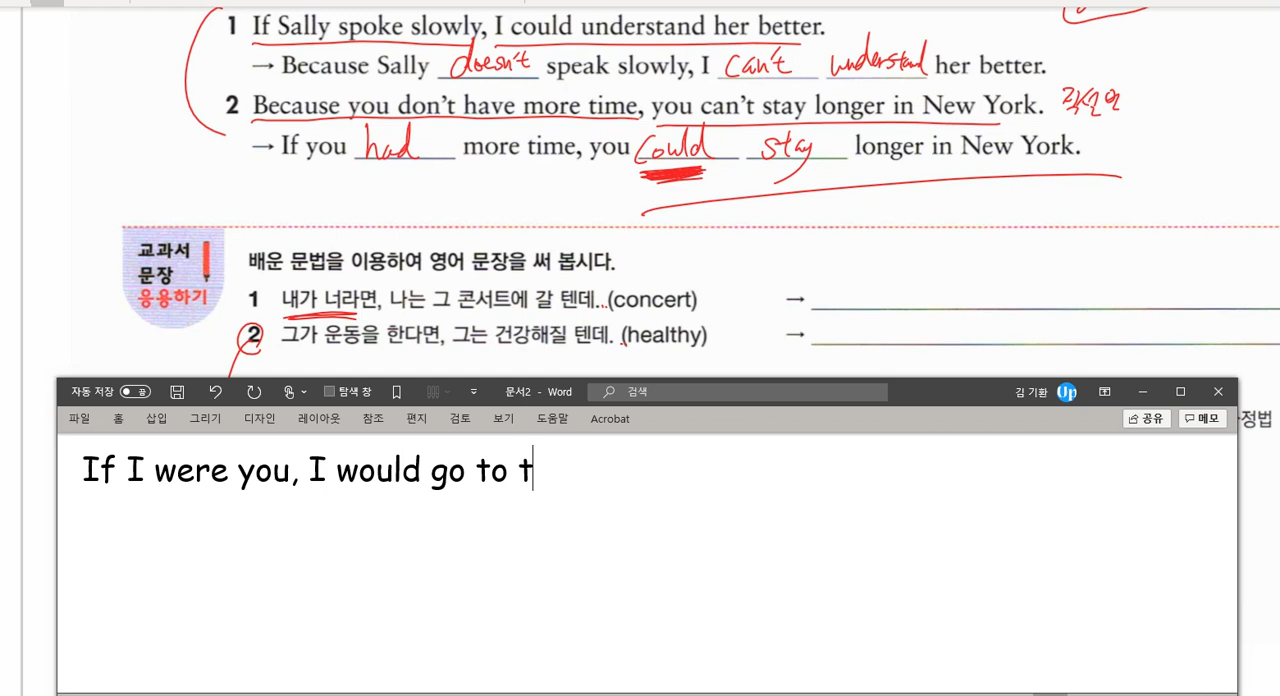 1 If Sally spoke slowly, I could understand her better.
→ Because Sally doesn't speak slowly, I can't understand her better.
2 Because you don't have more time, you can't stay longer in New York. 직설이
→ If you had more time, you could stay longer in New York.
교과서
문장
응용하기
배운 문법을 이용하여 영어 문장을 써 봅시다.
1 내가 너라면, 나는 그 콘서트에 갈 텐데...(concert) →
2 그가 운동을 한다면, 그는 건강해질 텐데. (healthy) →
자동 저장 끔 탐색 창 문서2 - Word 검색 김 기환
파일 홈 삽입 그리기 디자인 레이아웃 참조 편지 검토 보기 도움말 Acrobat 공유 메모
정법
If I were you, I would go to t